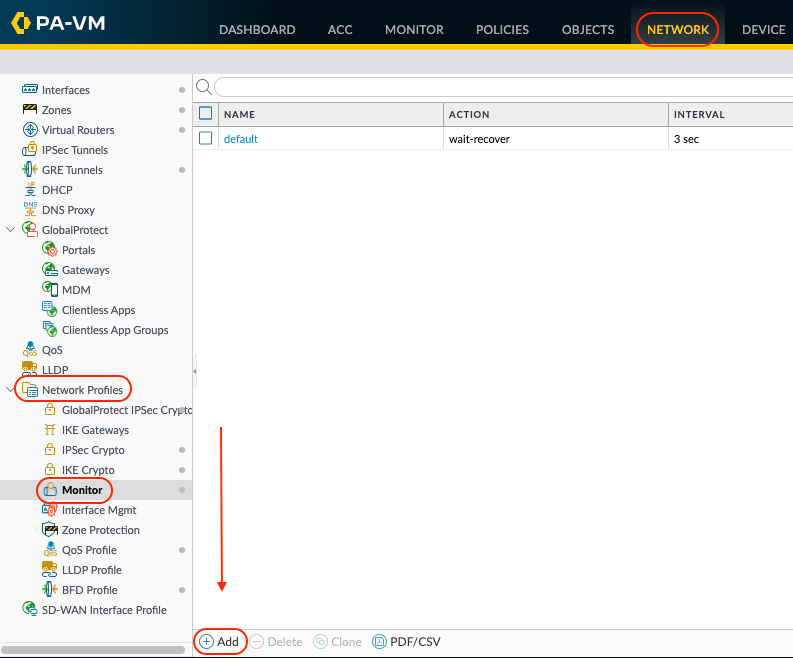 PA-VM
DASHBOARD ACC MONITOR POLICIES OBJECTS NETWORK DEVICE
Interfaces
Zones
Virtual Routers
IPSec Tunnels
GRE Tunnels
DHCP
DNS Proxy
GlobalProtect
Portals
Gateways
MDM
Clientless Apps
Clientless App Groups
QoS
LLDP
Network Profiles
GlobalProtect IPSec Crypto
IKE Gateways
IPSec Crypto
IKE Crypto
Monitor
Interface Mgmt
Zone Protection
QoS Profile
LLDP Profile
BFD Profile
SD-WAN Interface Profile
NAME ACTION INTERVAL
default wait-recover 3 sec
Add Delete Clone PDF/CSV